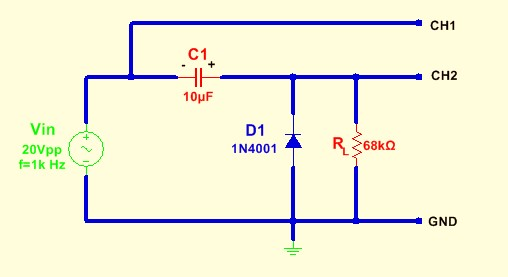 CH1
C1
- +
10µF
CH2
Vin
+
-
20Vpp
f=1k Hz
D1
1N4001
RL 68kΩ
GND